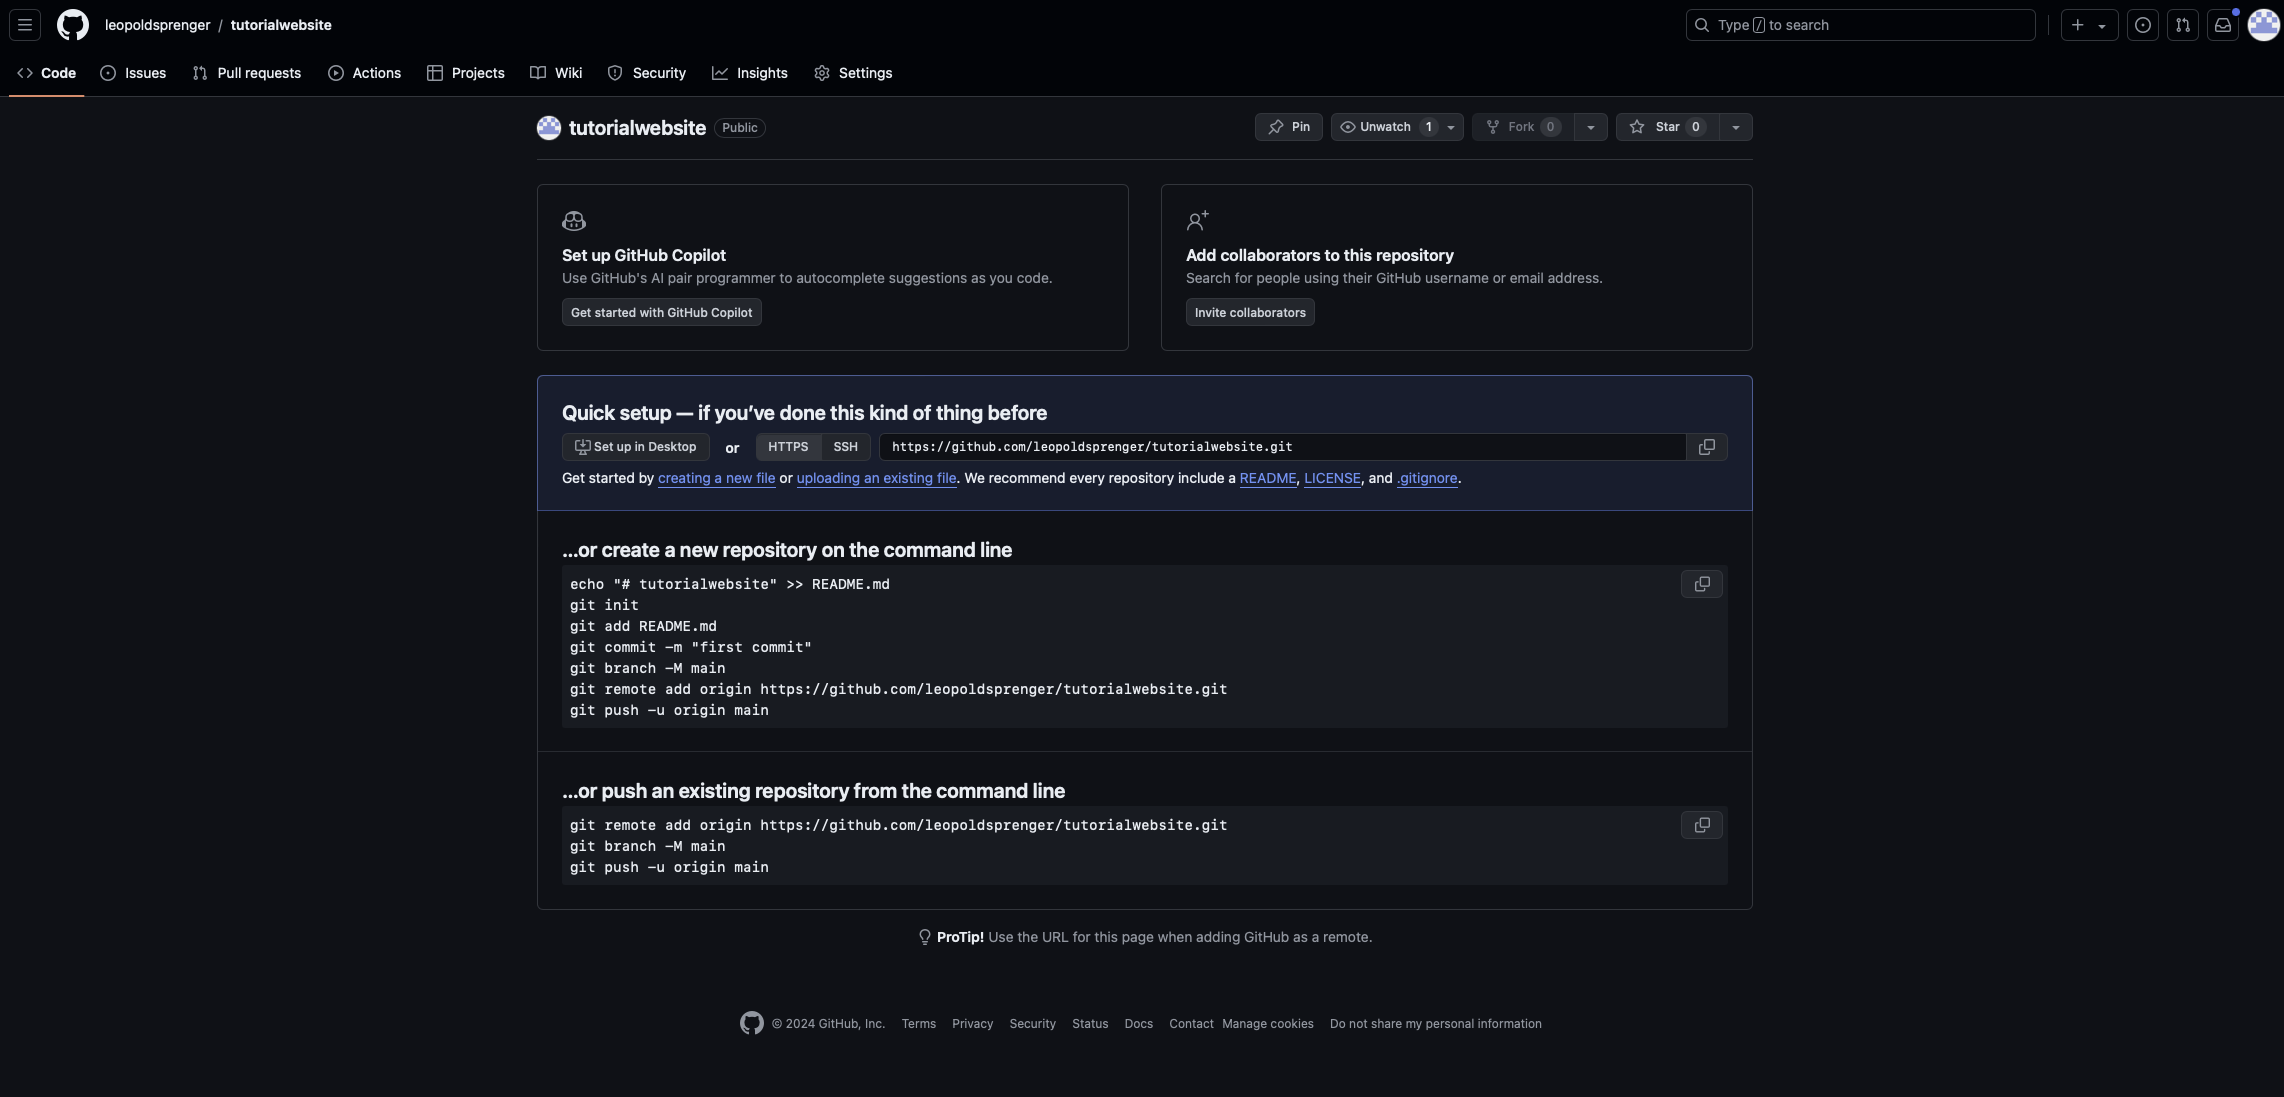 leopoldsprenger / tutorialwebsite
Type / to search
Code Issues Pull requests Actions Projects Wiki Security Insights Settings
tutorialwebsite Public
Pin Unwatch 1 Fork 0 Star 0
Set up GitHub Copilot
Use GitHub's AI pair programmer to autocomplete suggestions as you code.
Get started with GitHub Copilot
Add collaborators to this repository
Search for people using their GitHub username or email address.
Invite collaborators
Quick setup — if you’ve done this kind of thing before
Set up in Desktop or HTTPS SSH https://github.com/leopoldsprenger/tutorialwebsite.git
Get started by creating a new file or uploading an existing file. We recommend every repository include a README, LICENSE, and .gitignore.
…or create a new repository on the command line
echo "# tutorialwebsite" >> README.md
git init
git add README.md
git commit -m "first commit"
git branch -M main
git remote add origin https://github.com/leopoldsprenger/tutorialwebsite.git
git push -u origin main
…or push an existing repository from the command line
git remote add origin https://github.com/leopoldsprenger/tutorialwebsite.git
git branch -M main
git push -u origin main
ProTip! Use the URL for this page when adding GitHub as a remote.
© 2024 GitHub, Inc. Terms Privacy Security Status Docs Contact Manage cookies Do not share my personal information